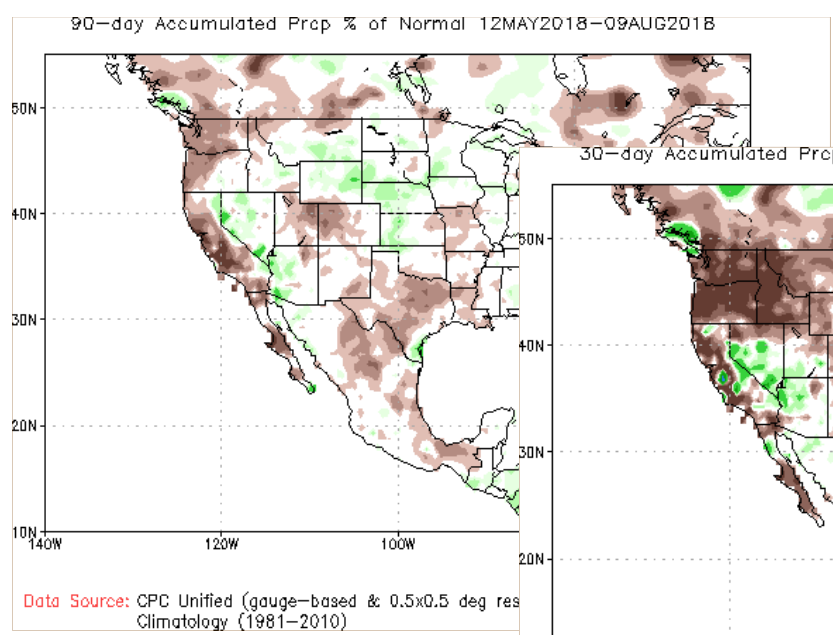 90-day Accumulated Prcp % of Normal 12MAY2018-09AUG2018
50N
40N
30N
20N
10N
140W
120W
100W
30-day Accumulated Prcp
50N
40N
30N
20N
Data Source: CPC Unified (gauge-based & 0.5x0.5 deg res
Climatology (1981-2010)